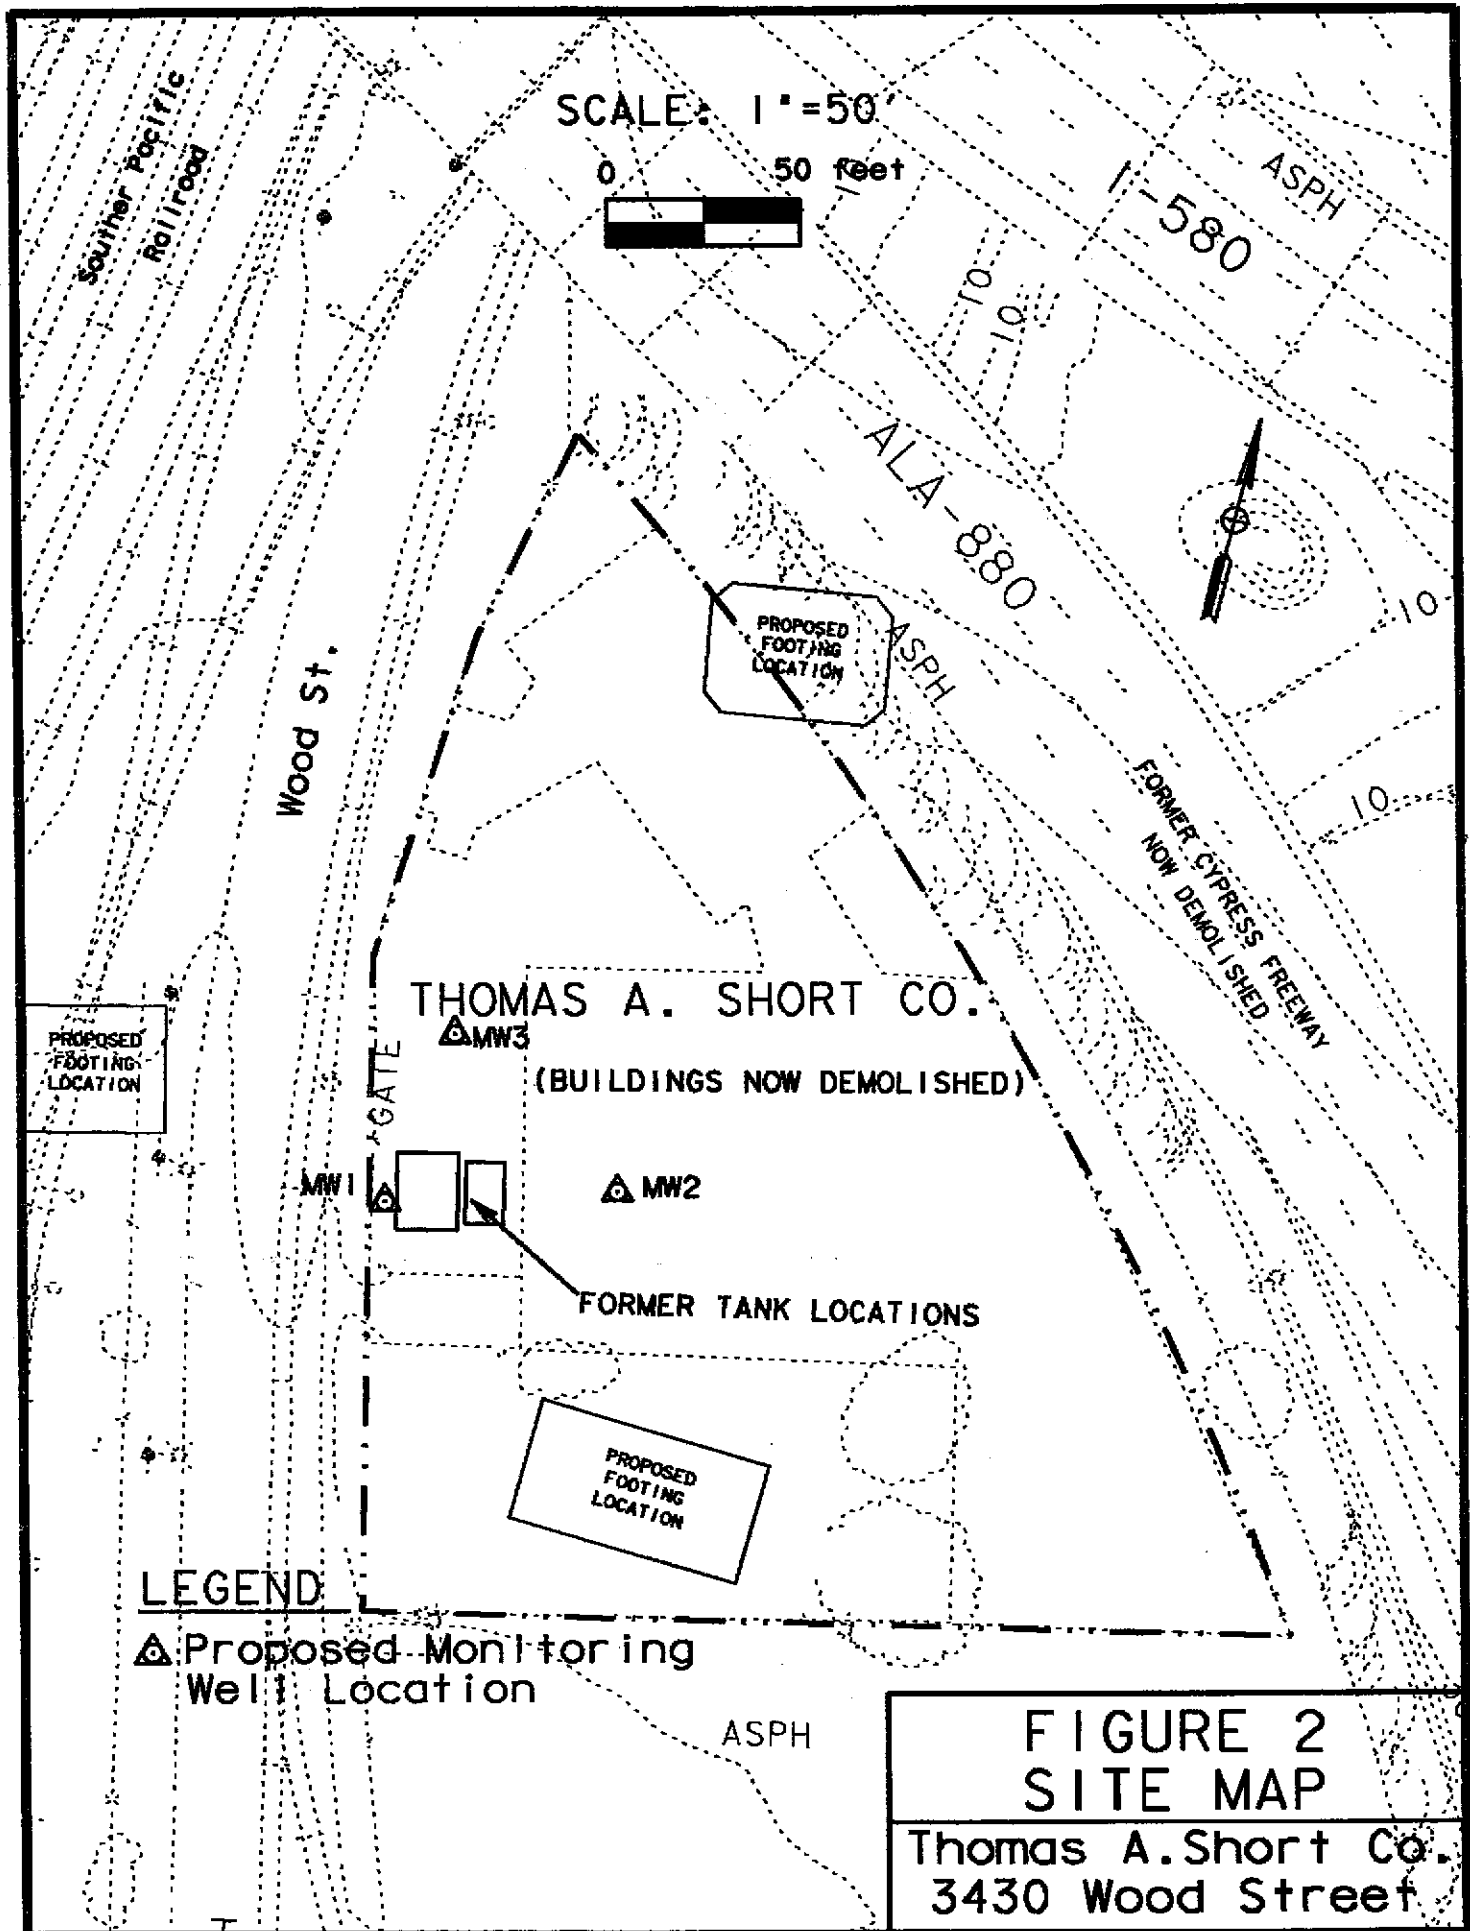 SCALE: 1"=50'
0 50 feet
Souther Pacific
Railroad
I-580
ASPH
10
10
10
ALA-880
ASPH
10
10
PROPOSED
FOOTING
LOCATION
Wood St.
FORMER CYPRESS FREEWAY
NOW DEMOLISHED
THOMAS A. SHORT CO.
MW3
(BUILDINGS NOW DEMOLISHED)
GATE
PROPOSED
FOOTING
LOCATION
MW1
MW2
FORMER TANK LOCATIONS
PROPOSED
FOOTING
LOCATION
LEGEND
Proposed Monitoring
Well Location
ASPH
FIGURE 2
SITE MAP
Thomas A. Short Co.
3430 Wood Street